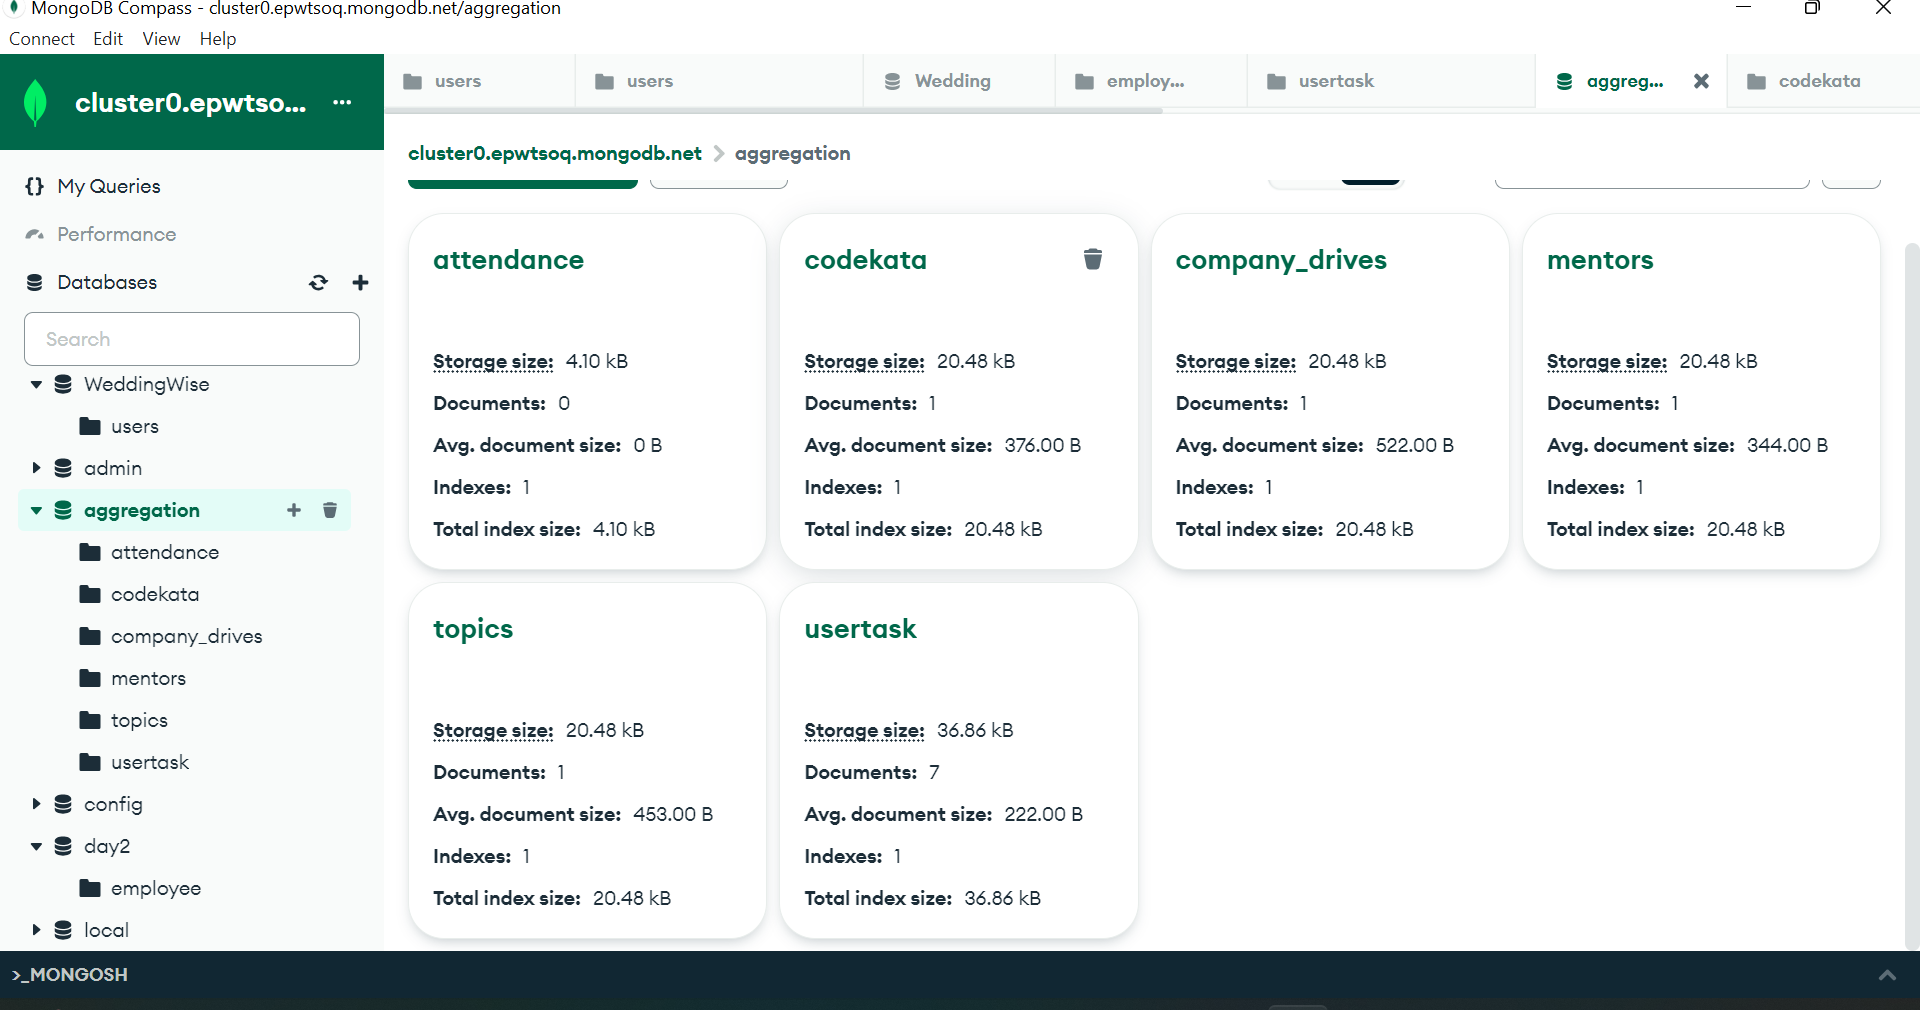 MongoDB Compass - cluster0.epwtsoq.mongodb.net/aggregation
Connect Edit View Help
cluster0.epwtso... ...
users
users
Wedding
employ...
usertask
aggreg...
codekata
cluster0.epwtsoq.mongodb.net > aggregation
{} My Queries
Performance
Databases
Search
WeddingWise
users
admin
aggregation
attendance
codekata
company_drives
mentors
topics
usertask
config
day2
employee
local
attendance
Storage size: 4.10 kB
Documents: 0
Avg. document size: 0 B
Indexes: 1
Total index size: 4.10 kB
codekata
Storage size: 20.48 kB
Documents: 1
Avg. document size: 376.00 B
Indexes: 1
Total index size: 20.48 kB
company_drives
Storage size: 20.48 kB
Documents: 1
Avg. document size: 522.00 B
Indexes: 1
Total index size: 20.48 kB
mentors
Storage size: 20.48 kB
Documents: 1
Avg. document size: 344.00 B
Indexes: 1
Total index size: 20.48 kB
topics
Storage size: 20.48 kB
Documents: 1
Avg. document size: 453.00 B
Indexes: 1
Total index size: 20.48 kB
usertask
Storage size: 36.86 kB
Documents: 7
Avg. document size: 222.00 B
Indexes: 1
Total index size: 36.86 kB
>_MONGOSH